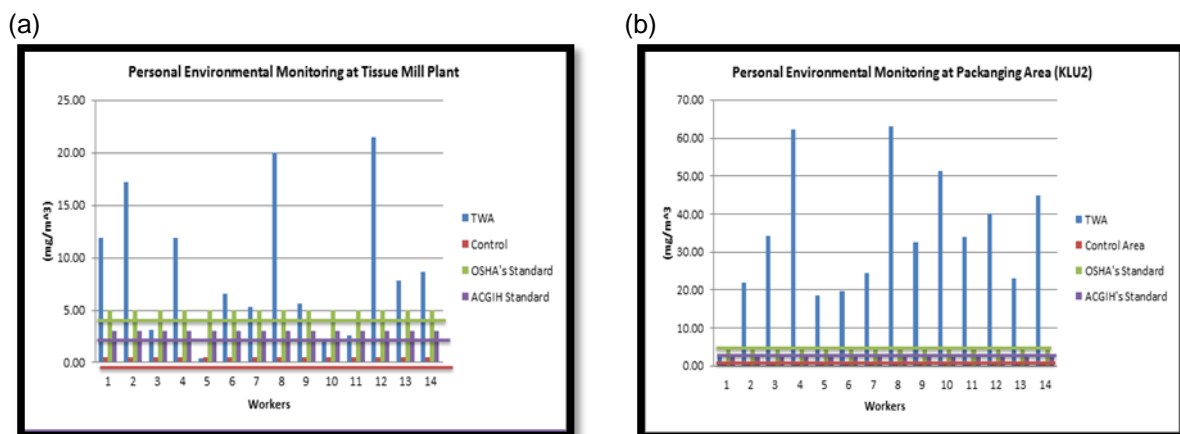 (a)
Personal Environmental Monitoring at Tissue Mill Plant
25.00
20.00
15.00
10.00
5.00
0.00
(mg/m^3
1 2 3 4 5 6 7 8 9 10 11 12 13 14
Workers
TWA
Control
OSHA's Standard
ACGIH Standard
(b)
Personal Environmental Monitoring at Packanging Area (KLU2)
70.00
60.00
50.00
40.00
30.00
20.00
10.00
0.00
(mg/m^3
1 2 3 4 5 6 7 8 9 10 11 12 13 14
Workers
TWA
Control Area
OSHA's Standard
ACGIH's Standard